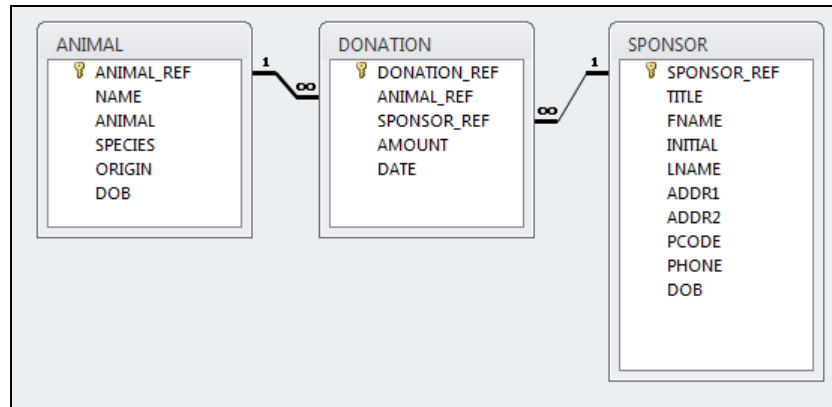 ANIMAL
ANIMAL_REF
NAME
ANIMAL
SPECIES
ORIGIN
DOB
1
∞
DONATION
DONATION_REF
ANIMAL_REF
SPONSOR_REF
AMOUNT
DATE
∞
1
SPONSOR
SPONSOR_REF
TITLE
FNAME
INITIAL
LNAME
ADDR1
ADDR2
PCODE
PHONE
DOB